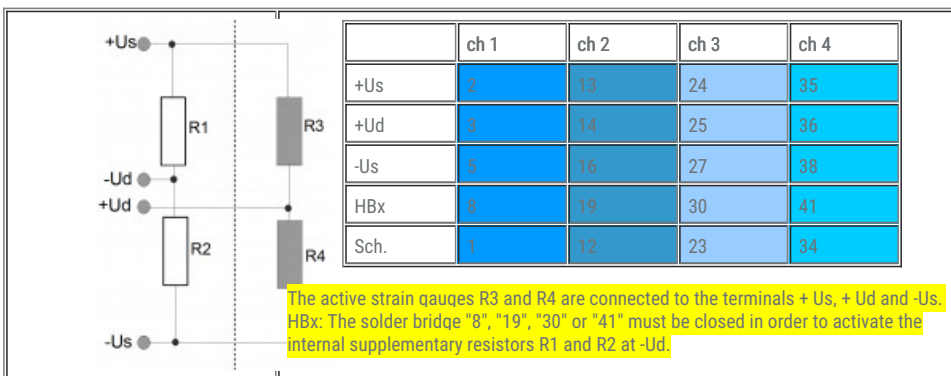 +Us
R1
R3
-Ud
+Ud
R2
R4
-Us
ch 1 ch 2 ch 3 ch 4
+Us 2 13 24 35
+Ud 3 14 25 36
-Us 5 16 27 38
HBx 8 19 30 41
Sch. 1 12 23 34
The active strain gauges R3 and R4 are connected to the terminals + Us, + Ud and -Us.
HBx: The solder bridge "8", "19", "30" or "41" must be closed in order to activate the
internal supplementary resistors R1 and R2 at -Ud.